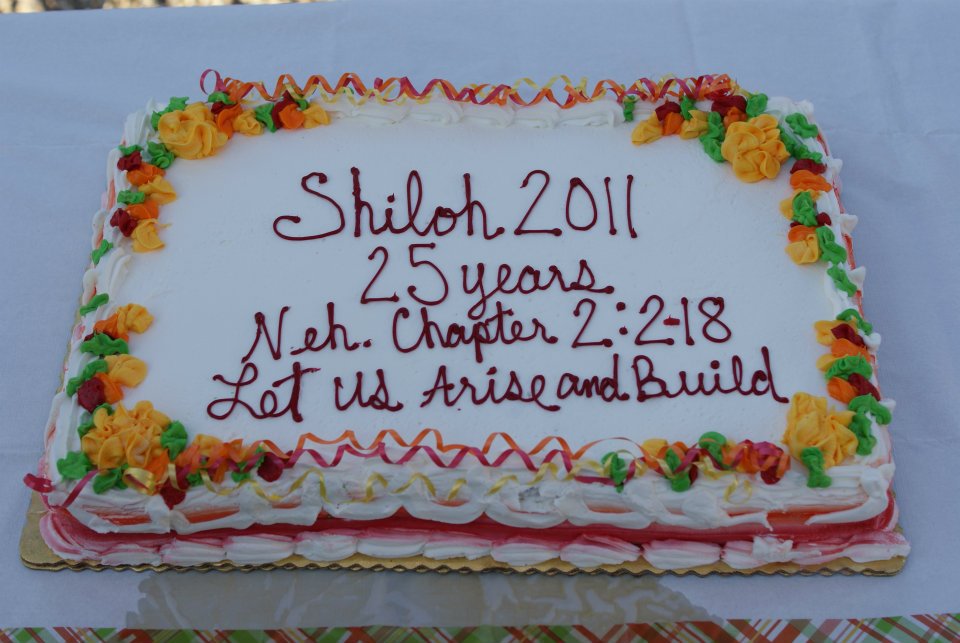 Shiloh 2011
25 years
Neh. Chapter 2:2-18
Let us Arise and Build